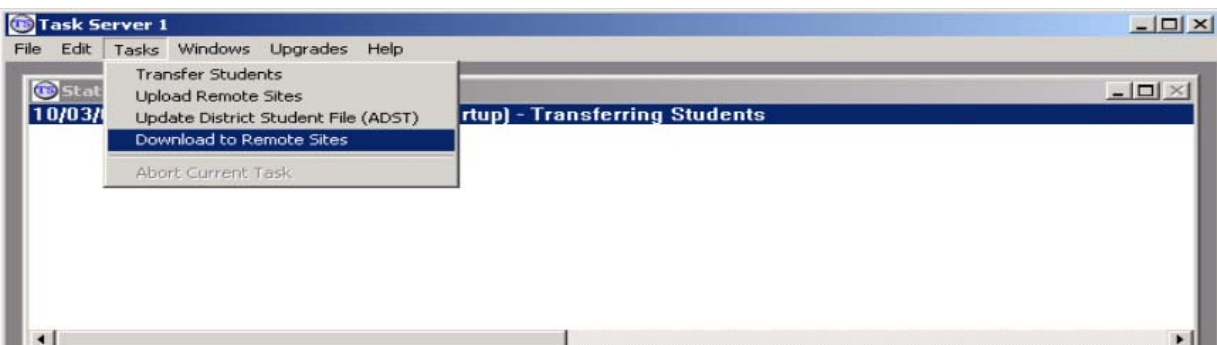 Task Server 1
File Edit Tasks Windows Upgrades Help
Transfer Students
Upload Remote Sites
Update District Student File (ADST)
Download to Remote Sites
Abort Current Task
Stat
10/03/ rtup) - Transferring Students